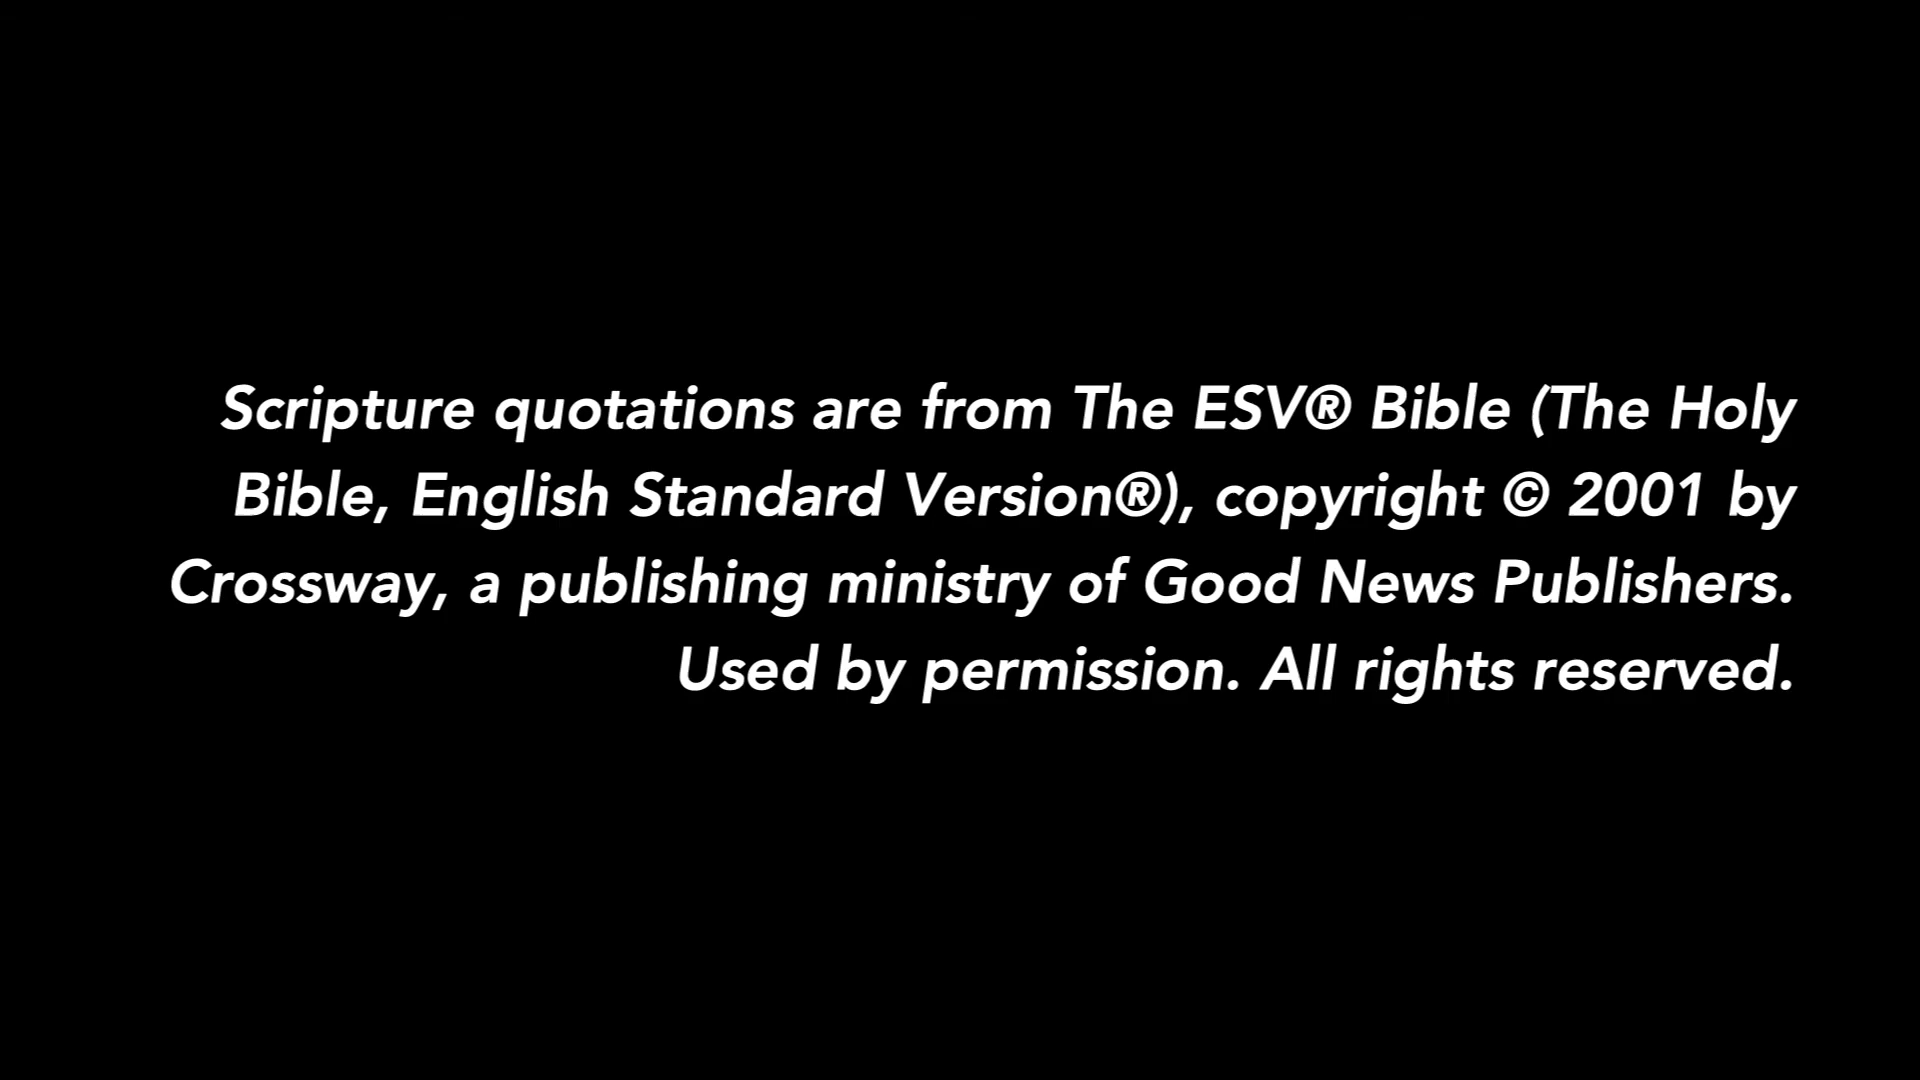 Scripture quotations are from The ESV® Bible (The Holy
Bible, English Standard Version®), copyright © 2001 by
Crossway, a publishing ministry of Good News Publishers.
Used by permission. All rights reserved.